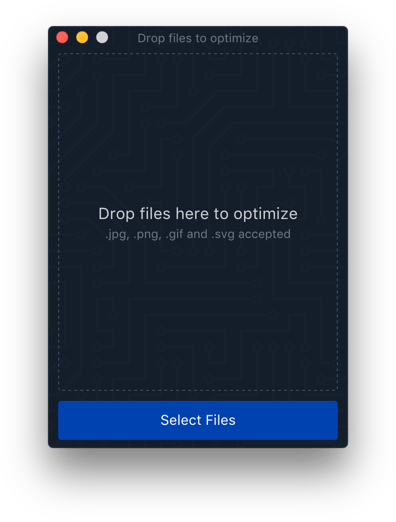 Drop files to optimize
Drop files here to optimize
.jpg, .png, .gif and .svg accepted
Select Files